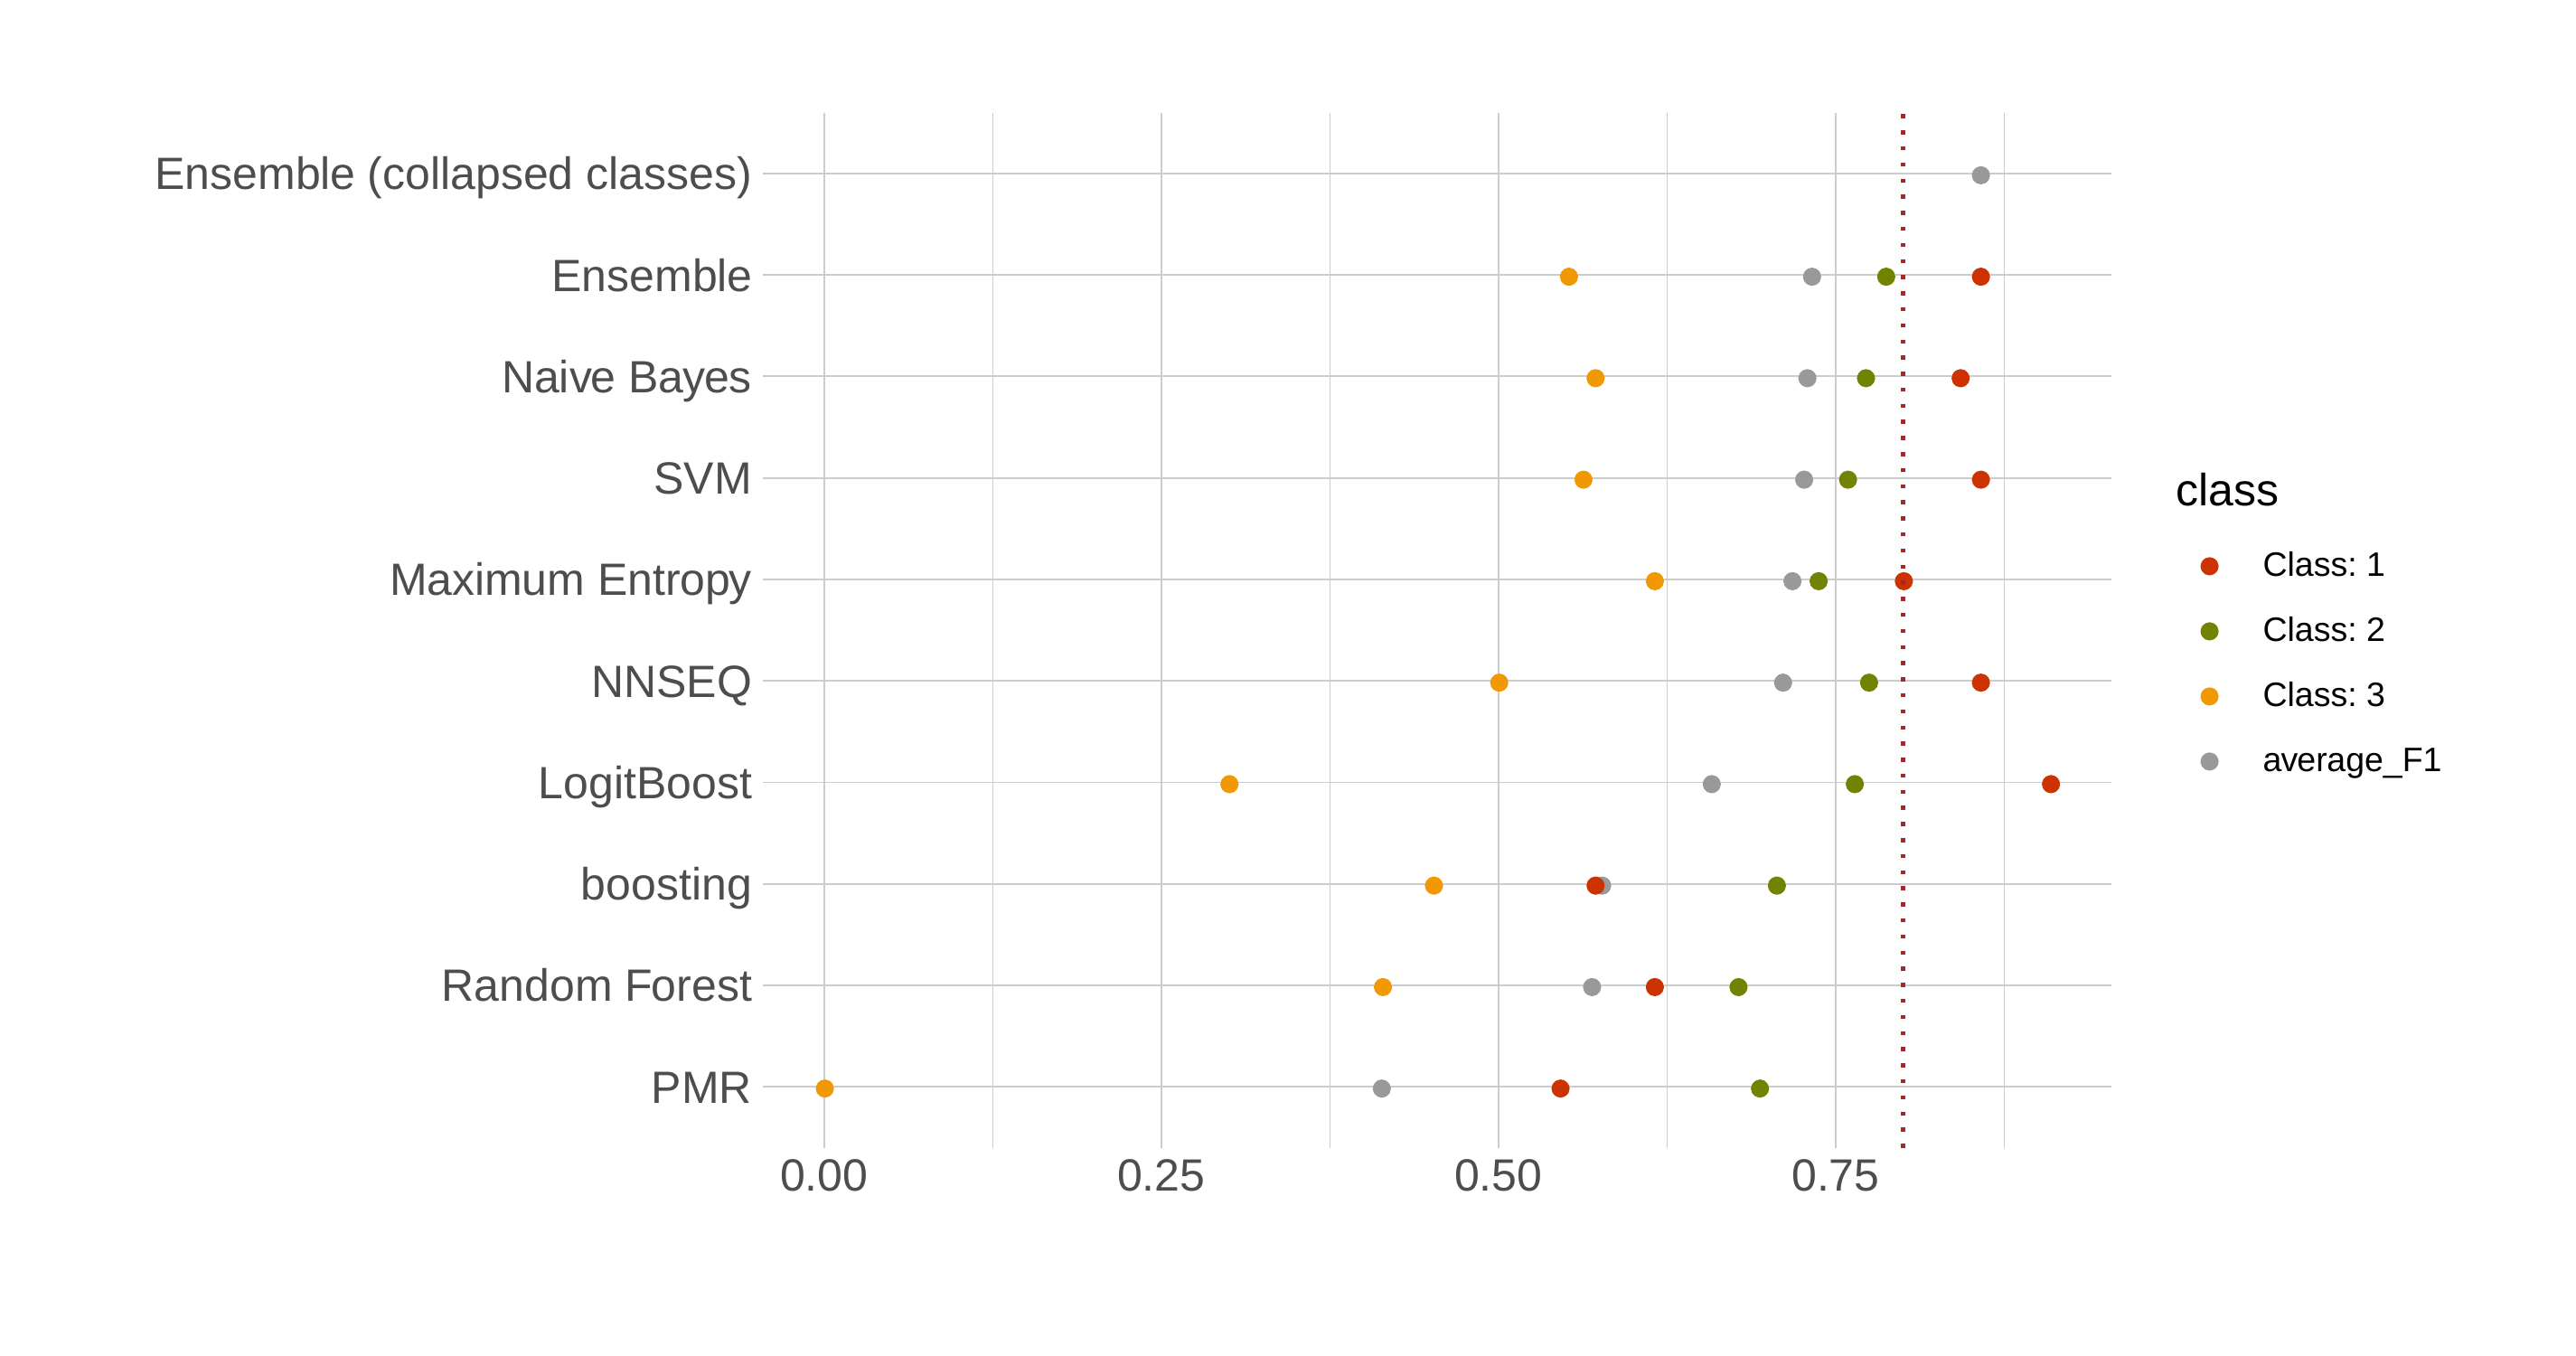 Ensemble (collapsed classes)
Ensemble
Naive Bayes
SVM
Maximum Entropy
NNSEQ
LogitBoost
boosting
Random Forest
PMR
0.00 0.25 0.50 0.75
class
Class: 1
Class: 2
Class: 3
average_F1